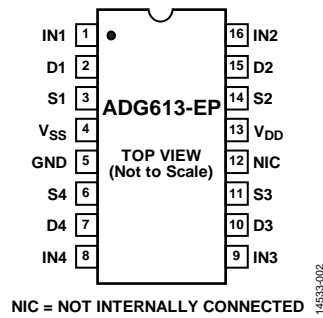 IN1 1 16 IN2
D1 2 15 D2
S1 3 14 S2
ADG613-EP
VSS 4 13 VDD
GND 5 TOP VIEW 12 NIC
(Not to Scale)
S4 6 11 S3
D4 7 10 D3
IN4 8 9 IN3
NIC = NOT INTERNALLY CONNECTED
14533-002